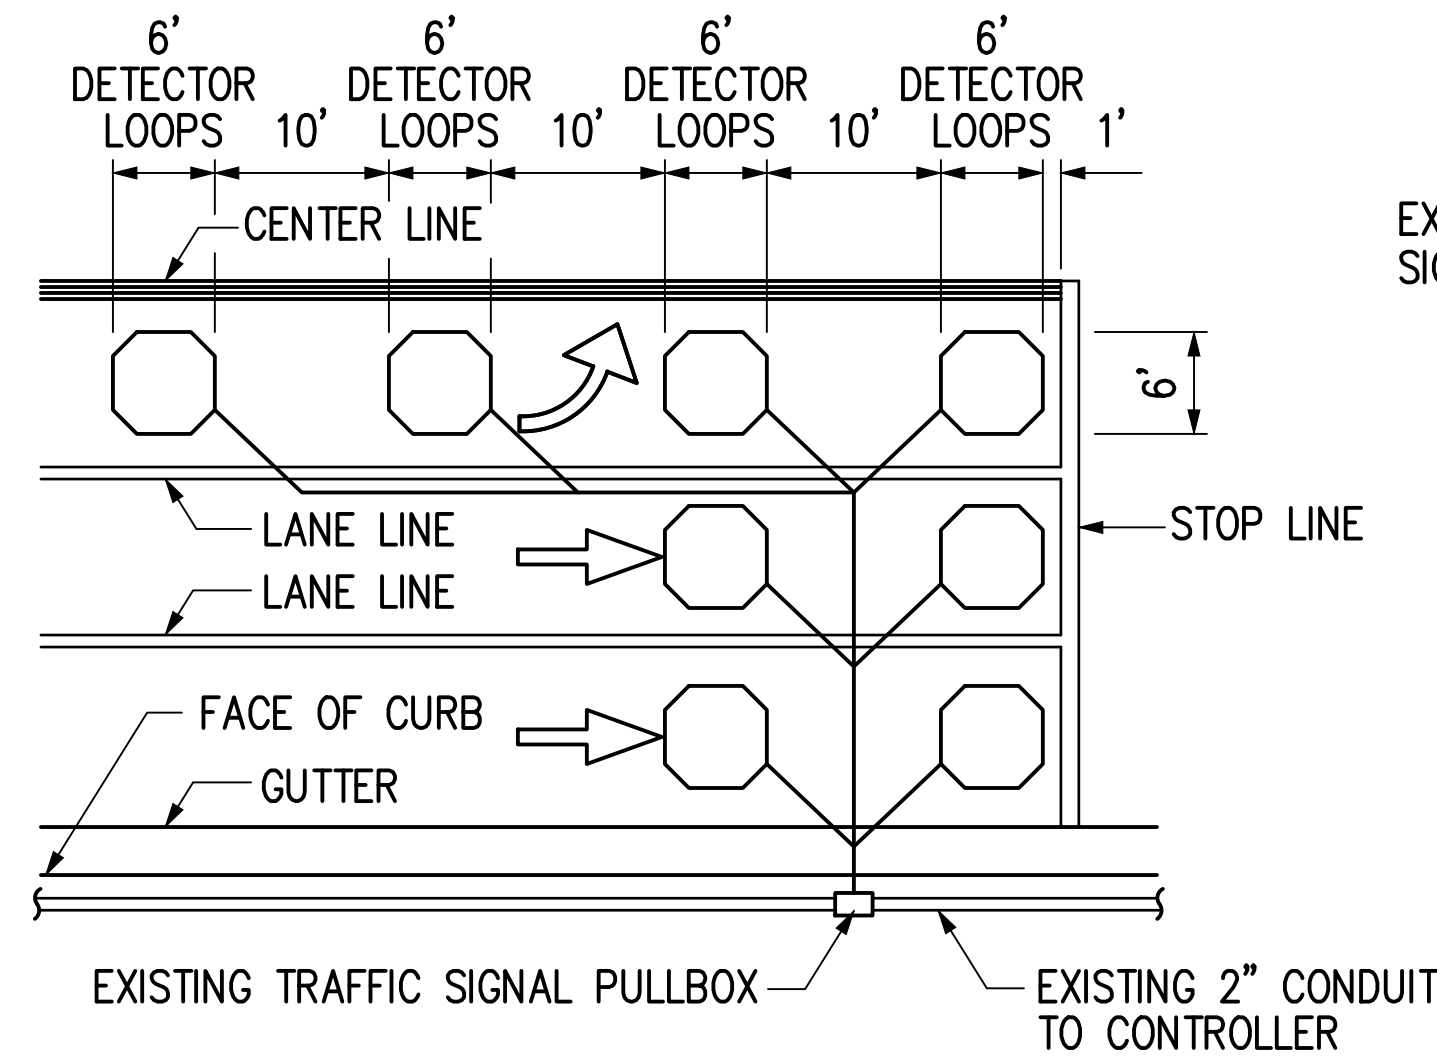 6' 6' 6' 6'
DETECTOR DETECTOR DETECTOR DETECTOR
LOOPS 10' LOOPS 10' LOOPS 10' LOOPS 1'
CENTER LINE
6'
LANE LINE
STOP LINE
LANE LINE
FACE OF CURB
GUTTER
EXISTING TRAFFIC SIGNAL PULLBOX
EXISTING 2" CONDUIT
TO CONTROLLER